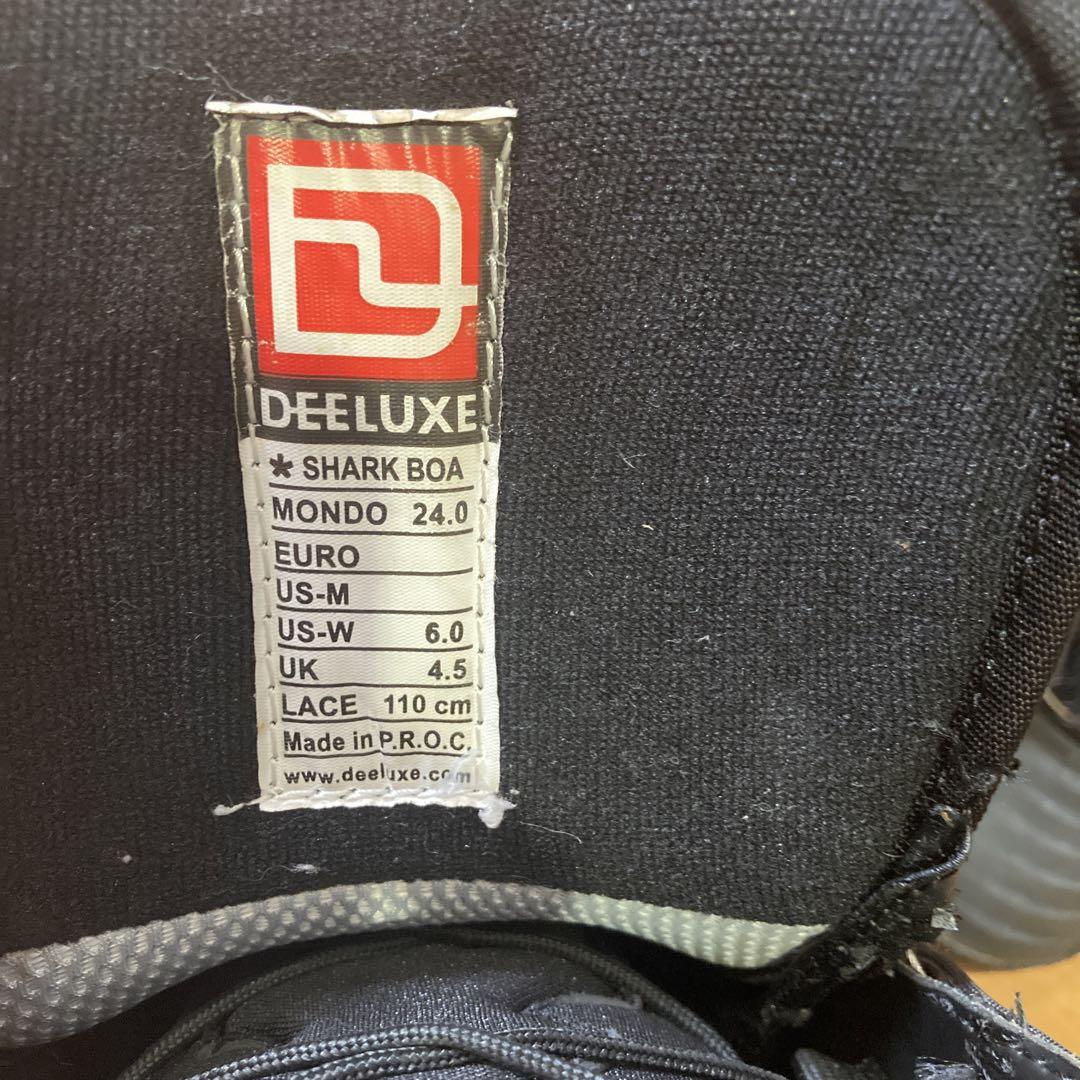 DEELUXE
* SHARK BOA
MONDO 24.0
EURO
US-M
US-W 6.0
UK 4.5
LACE 110 cm
Made in P.R.O.C.
www.deeluxe.com